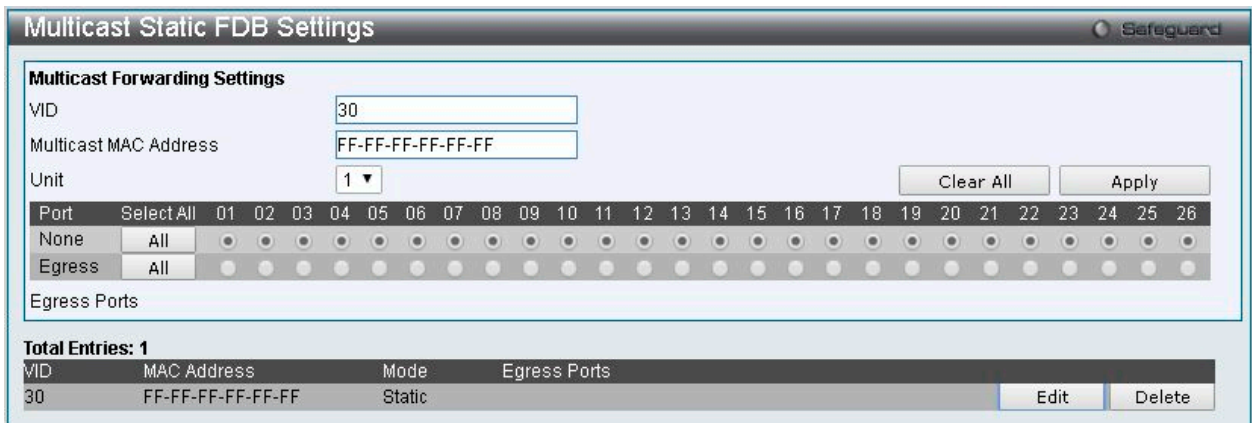 Multicast Static FDB Settings Safeguard
Multicast Forwarding Settings
VID 30
Multicast MAC Address FF-FF-FF-FF-FF-FF
Unit 1 Clear All Apply
Port Select All 01 02 03 04 05 06 07 08 09 10 11 12 13 14 15 16 17 18 19 20 21 22 23 24 25 26
None All
Egress All
Egress Ports
Total Entries: 1
VID MAC Address Mode Egress Ports
30 FF-FF-FF-FF-FF-FF Static Edit Delete